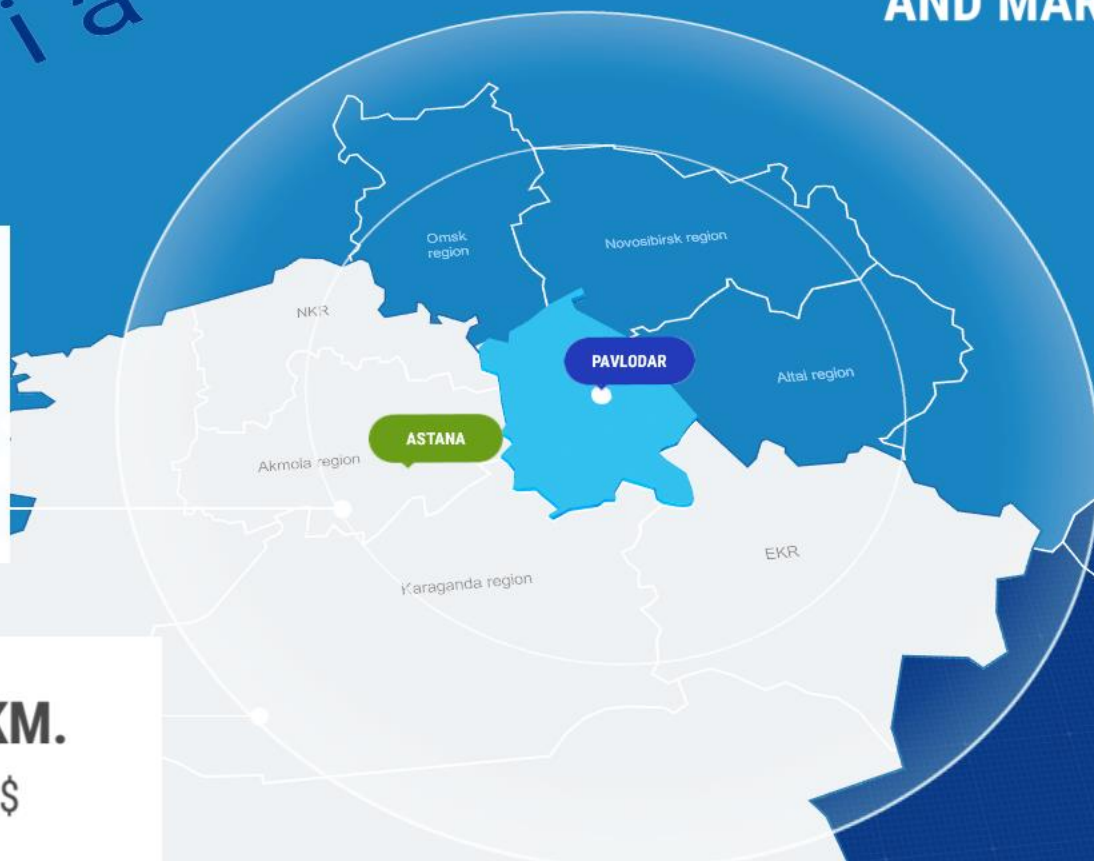 i a
AND MAR
Omsk
region
Novosibirsk region
NKR
PAVLODAR
Altai region
ASTANA
Akmola region
EKR
Karaganda region
KM.
$